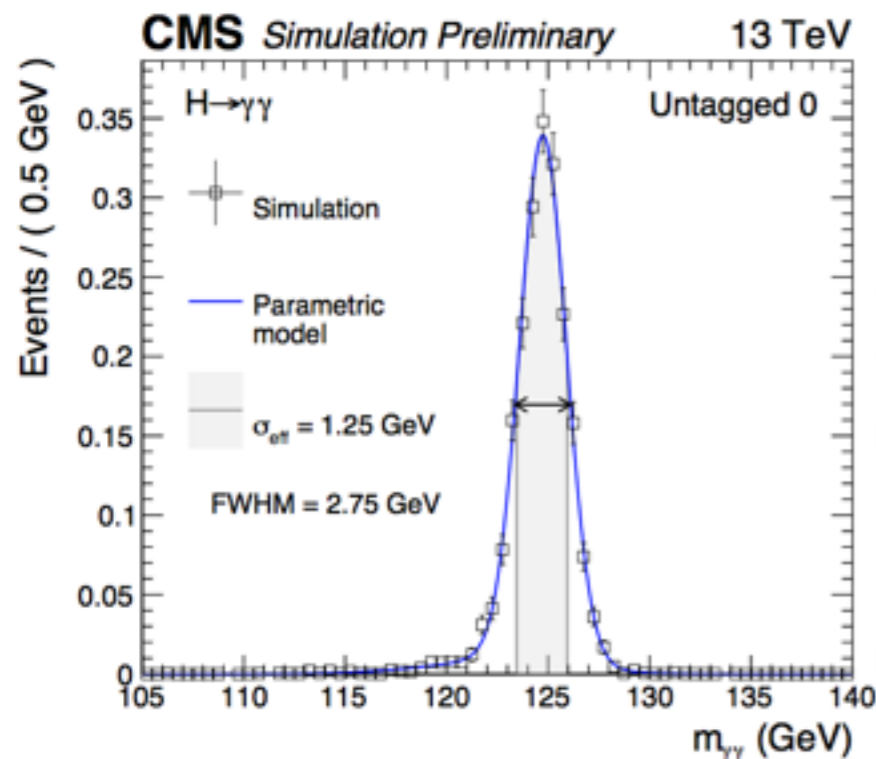 CMS Simulation Preliminary 13 TeV
H→γγ Untagged 0
Simulation
Parametric
model
σeff = 1.25 GeV
FWHM = 2.75 GeV
Events / ( 0.5 GeV )
0.35
0.3
0.25
0.2
0.15
0.1
0.05
0
105 110 115 120 125 130 135 140
mγγ (GeV)